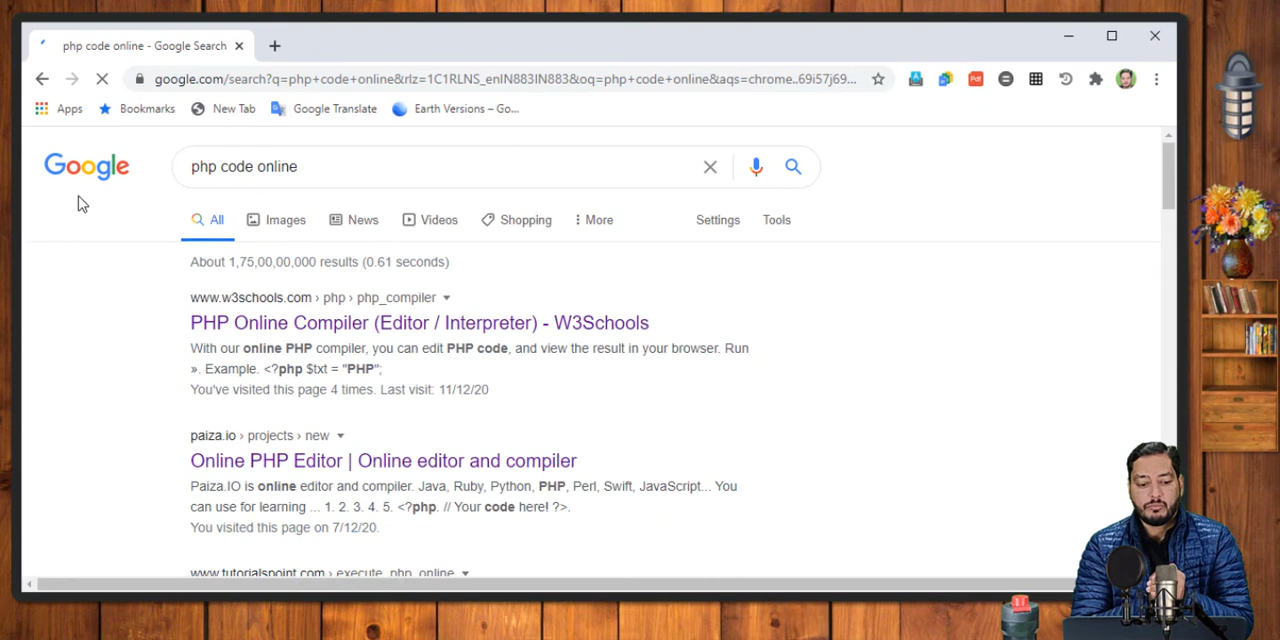 php code online - Google Search
google.com/search?q=php+code+online&rlz=1C1RLNS_enIN883IN883&oq=php+code+online&aqs=chrome..69i57j69...
Apps
Bookmarks
New Tab
Google Translate
Earth Versions – Go...
Google
php code online
All
Images
News
Videos
Shopping
More
Settings
Tools
About 1,75,00,00,000 results (0.61 seconds)
www.w3schools.com › php › php_compiler
PHP Online Compiler (Editor / Interpreter) - W3Schools
With our online PHP compiler, you can edit PHP code, and view the result in your browser. Run
». Example. <?php $txt = "PHP";
You've visited this page 4 times. Last visit: 11/12/20
paiza.io › projects › new
Online PHP Editor | Online editor and compiler
Paiza.IO is online editor and compiler. Java, Ruby, Python, PHP, Perl, Swift, JavaScript... You
can use for learning ... 1. 2. 3. 4. 5. <?php. // Your code here! ?>.
You visited this page on 7/12/20.
www.tutorialspoint.com › execute_php_online